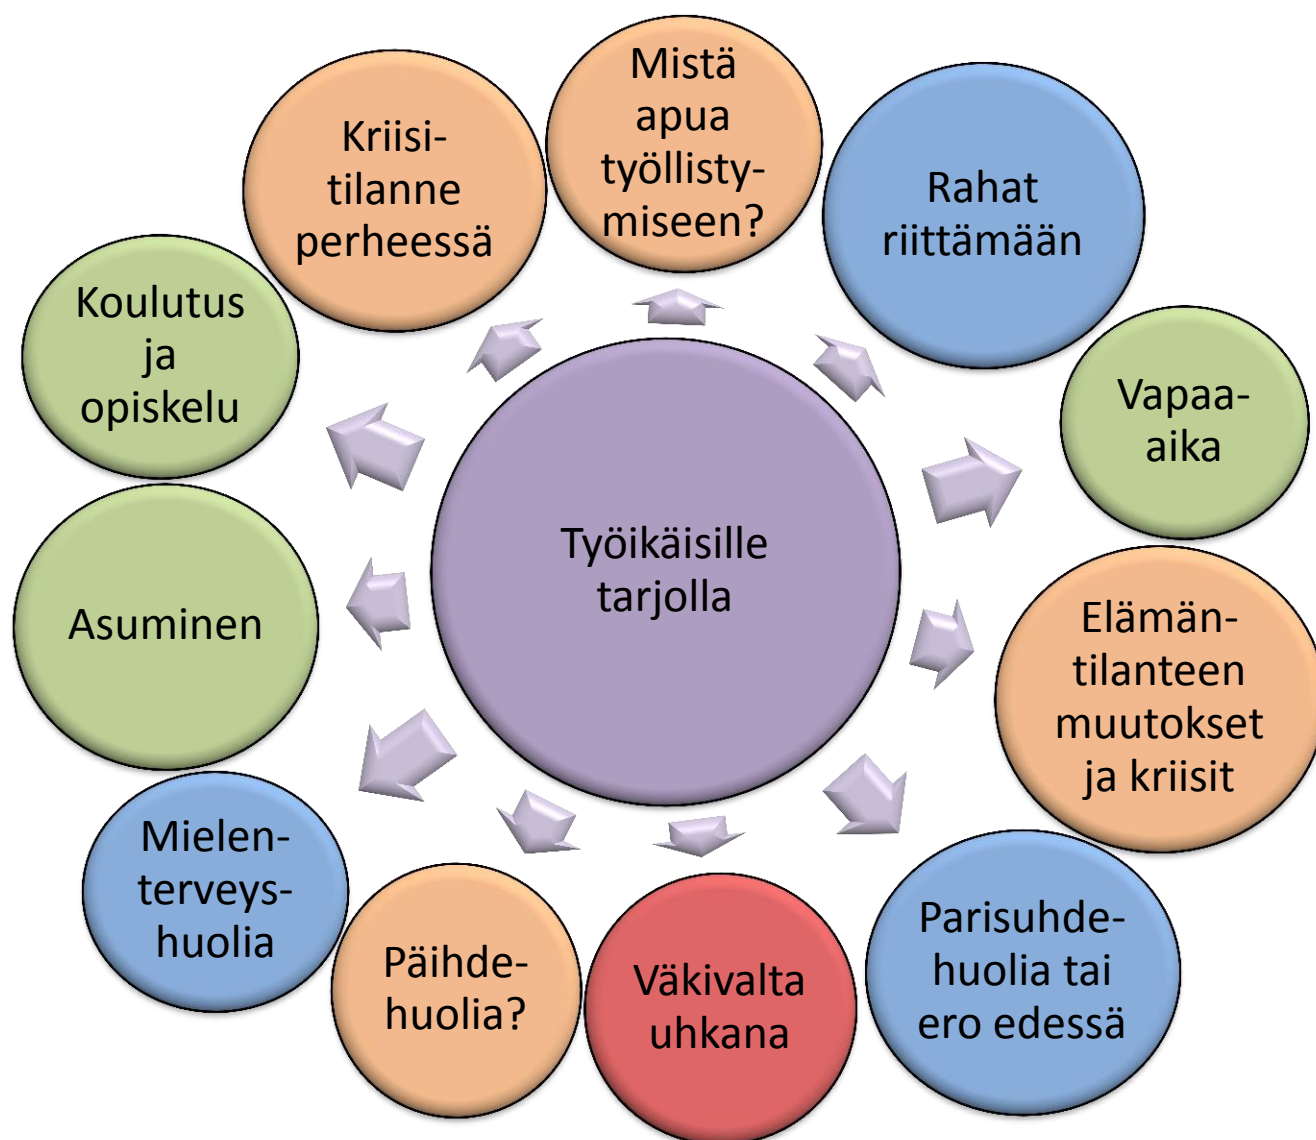 Mistä
apua
työllisty-
miseen?
Rahat
riittämään
Vapaa-
aika
Elämän-
tilanteen
muutokset
ja kriisit
Parisuhde-
huolia tai
ero edessä
Väkivalta
uhkana
Päihde-
huolia?
Mielen-
terveys-
huolia
Asuminen
Koulutus
ja
opiskelu
Kriisi-
tilanne
perheessä
Työikäisille
tarjolla